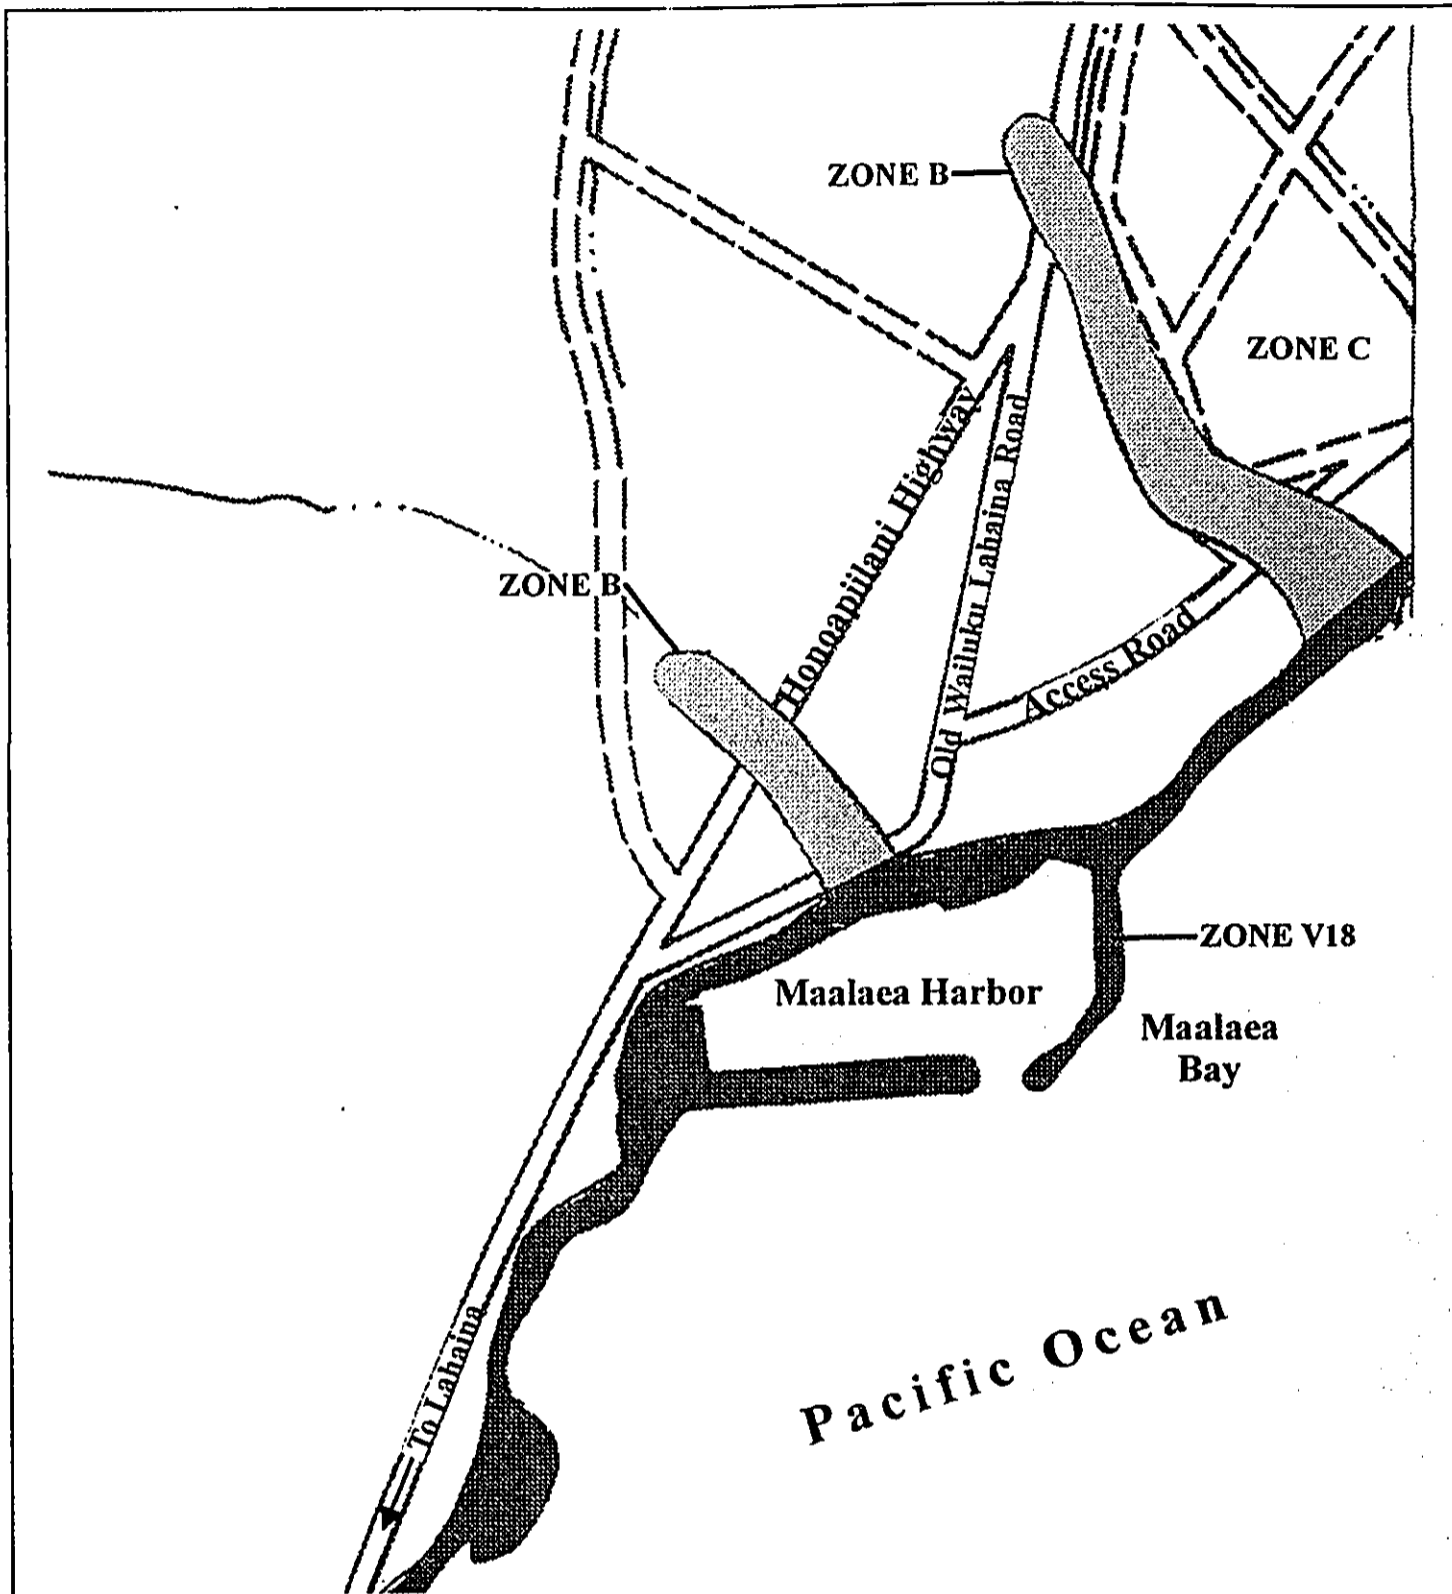 ZONE B
ZONE C
Honoapiilani Highway
Old Wailuku Lahaina Road
ZONE B
Access Road
ZONE V18
Maalaea Harbor
Maalaea
Bay
Pacific Ocean
To Lahaina